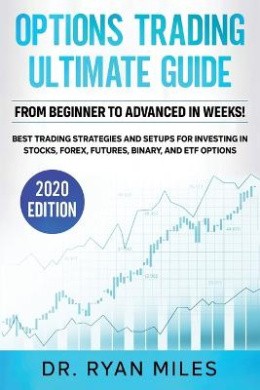 OPTIONS TRADING
ULTIMATE GUIDE
FROM BEGINNER TO ADVANCED IN WEEKS!
BEST TRADING STRATEGIES AND SETUPS FOR INVESTING IN
STOCKS, FOREX, FUTURES, BINARY, AND ETF OPTIONS
2020
EDITION
DR. RYAN MILES